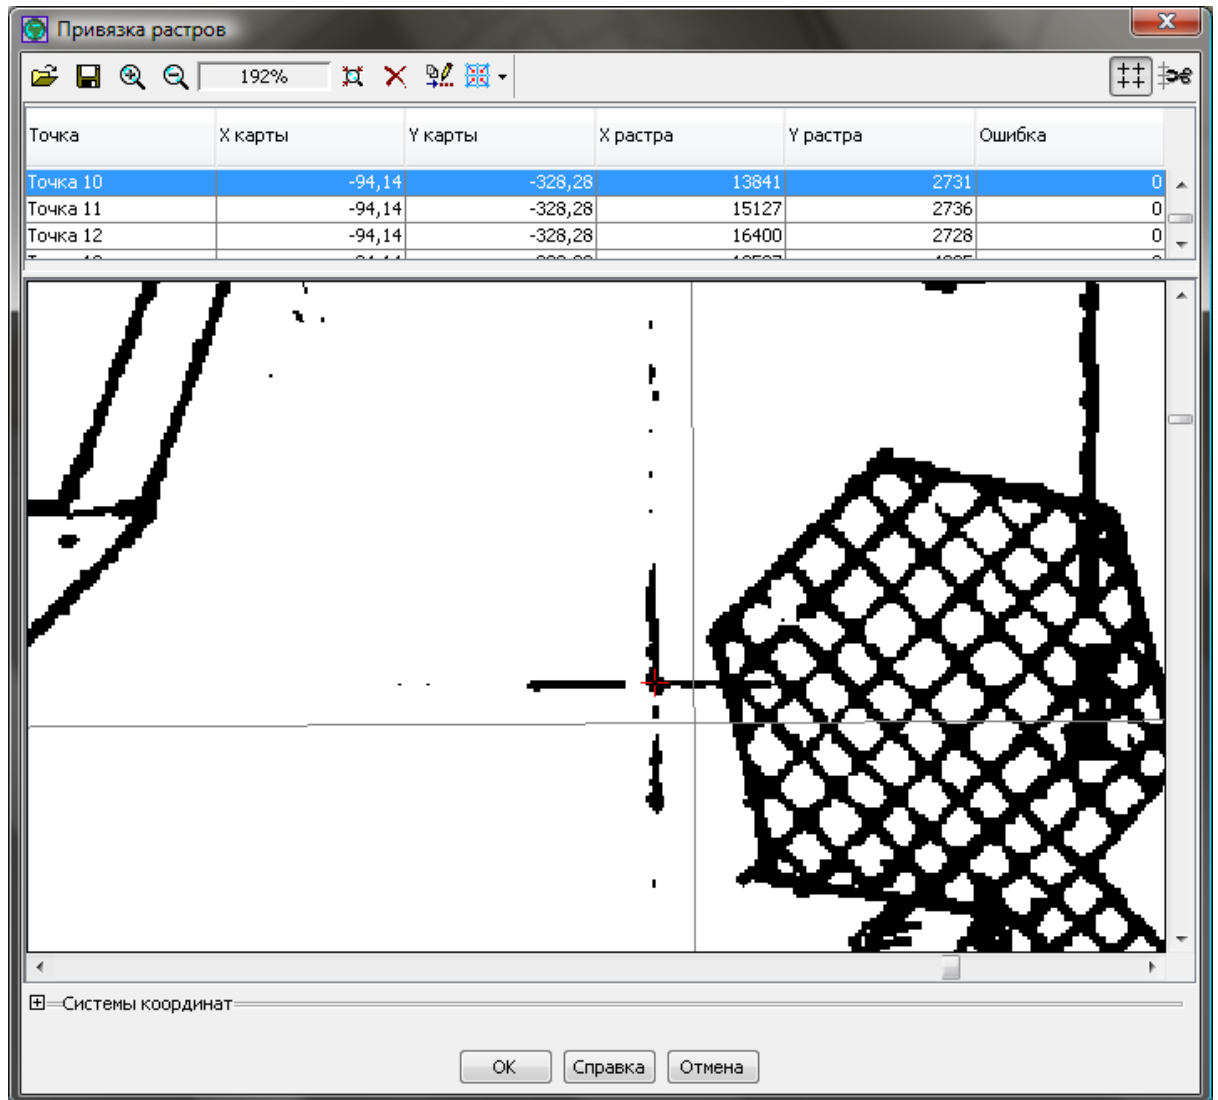 Привязка растров
192%
Точка X карты Y карты X растра Y растра Ошибка
Точка 10 -94,14 -328,28 13841 2731 0
Точка 11 -94,14 -328,28 15127 2736 0
Точка 12 -94,14 -328,28 16400 2728 0
Системы координат
OK Справка Отмена